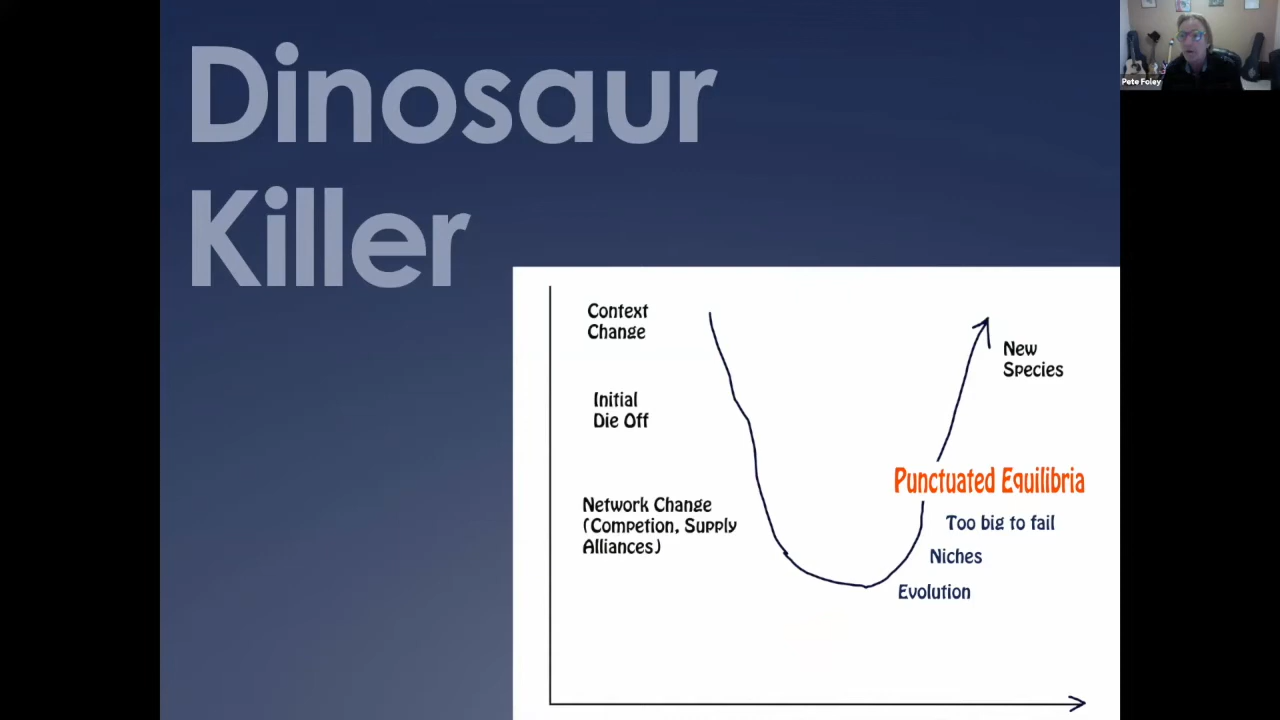 Dinosaur
Killer
Pete Foley
Context
Change
Initial
Die Off
Network Change
(Competion, Supply
Alliances)
New
Species
Punctuated Equilibria
Too big to fail
Niches
Evolution